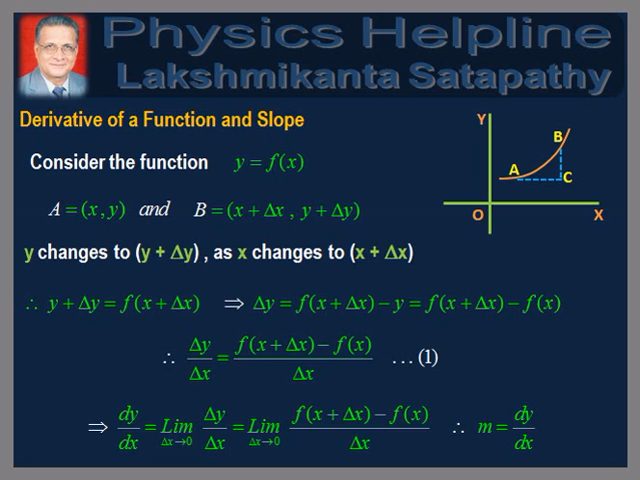 Physics Helpline
Lakshmikanta Satapathy
Derivative of a Function and Slope
Consider the function y = f(x)
A = (x, y) and B = (x + Δx , y + Δy)
Y
B
A
C
O
X
y changes to (y + Δy) , as x changes to (x + Δx)
∴ y + Δy = f(x + Δx) ⇒ Δy = f(x + Δx) − y = f(x + Δx) − f(x)
∴ Δy/Δx = f(x + Δx) − f(x)/Δx ...(1)
⇒ dy/dx = Lim Δx→0 Δy/Δx = Lim Δx→0 f(x + Δx) − f(x)/Δx ∴ m = dy/dx